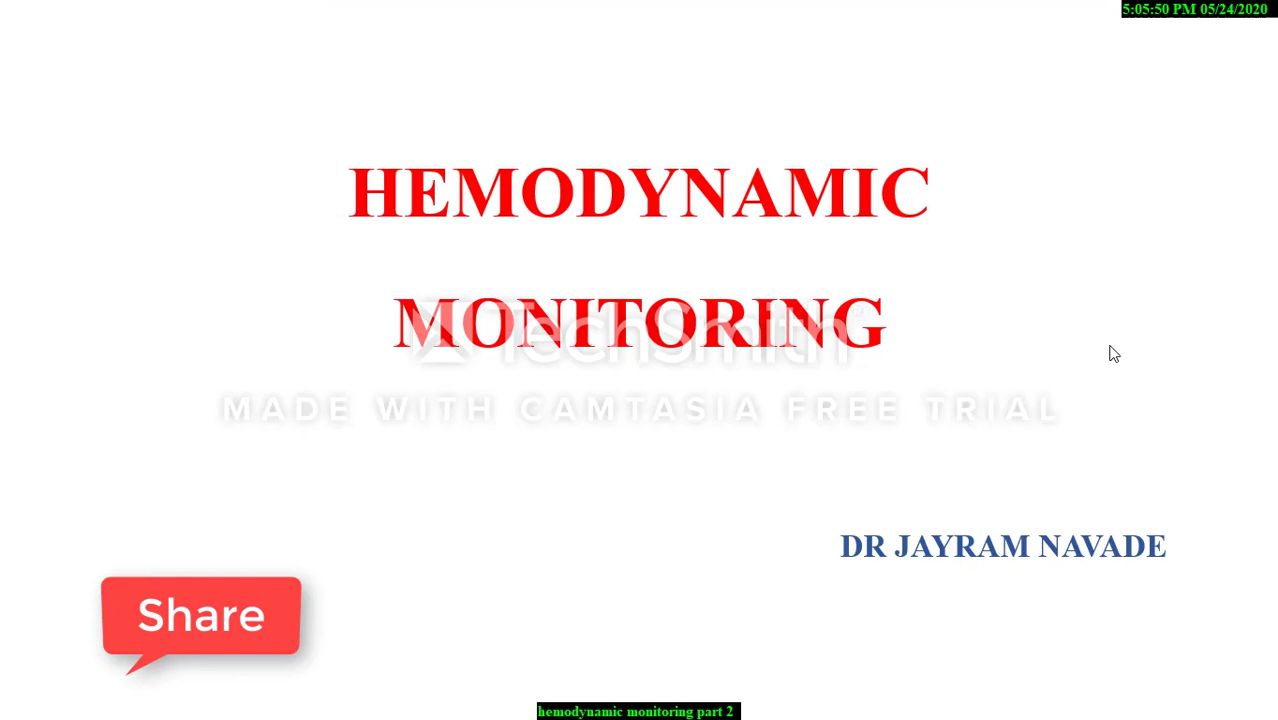 5:05:50 PM 05/24/2020
HEMODYNAMIC
MONITORING
TechSmith
MADE WITH CAMTASIA FREE TRIAL
DR JAYRAM NAVADE
Share
hemodynamic monitoring part 2